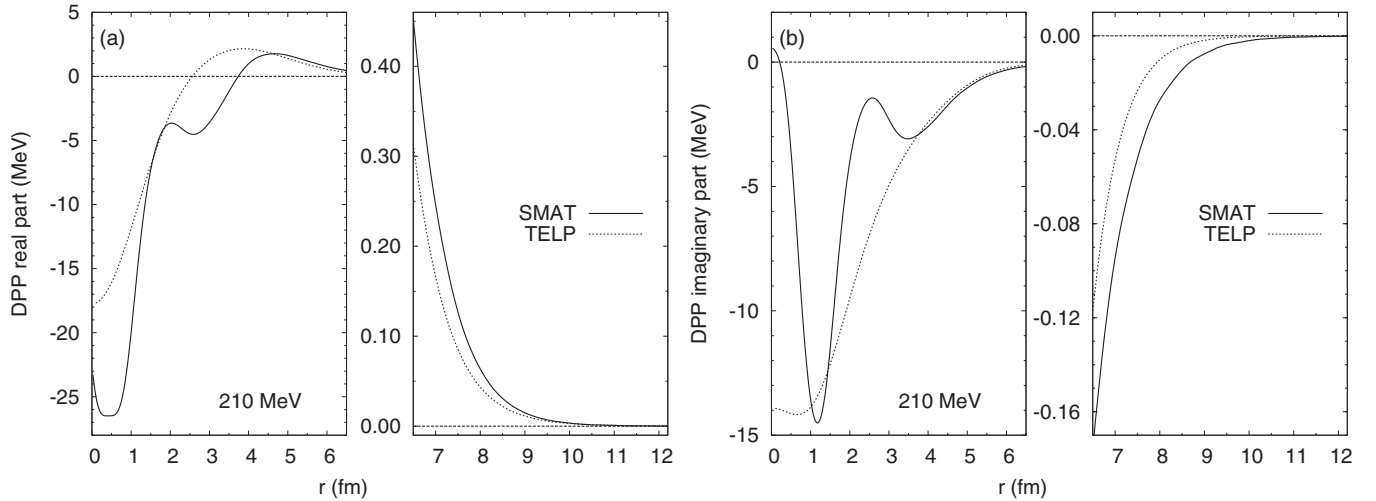 (a)
DPP real part (MeV)
5
0
-5
-10
-15
-20
-25
0 1 2 3 4 5 6
210 MeV
0.40
0.30
0.20
0.10
0.00
7 8 9 10 11 12
SMAT
TELP
r (fm)
(b)
DPP imaginary part (MeV)
0
-5
-10
-15
0 1 2 3 4 5 6
210 MeV
0.00
-0.04
-0.08
-0.12
-0.16
7 8 9 10 11 12
SMAT
TELP
r (fm)